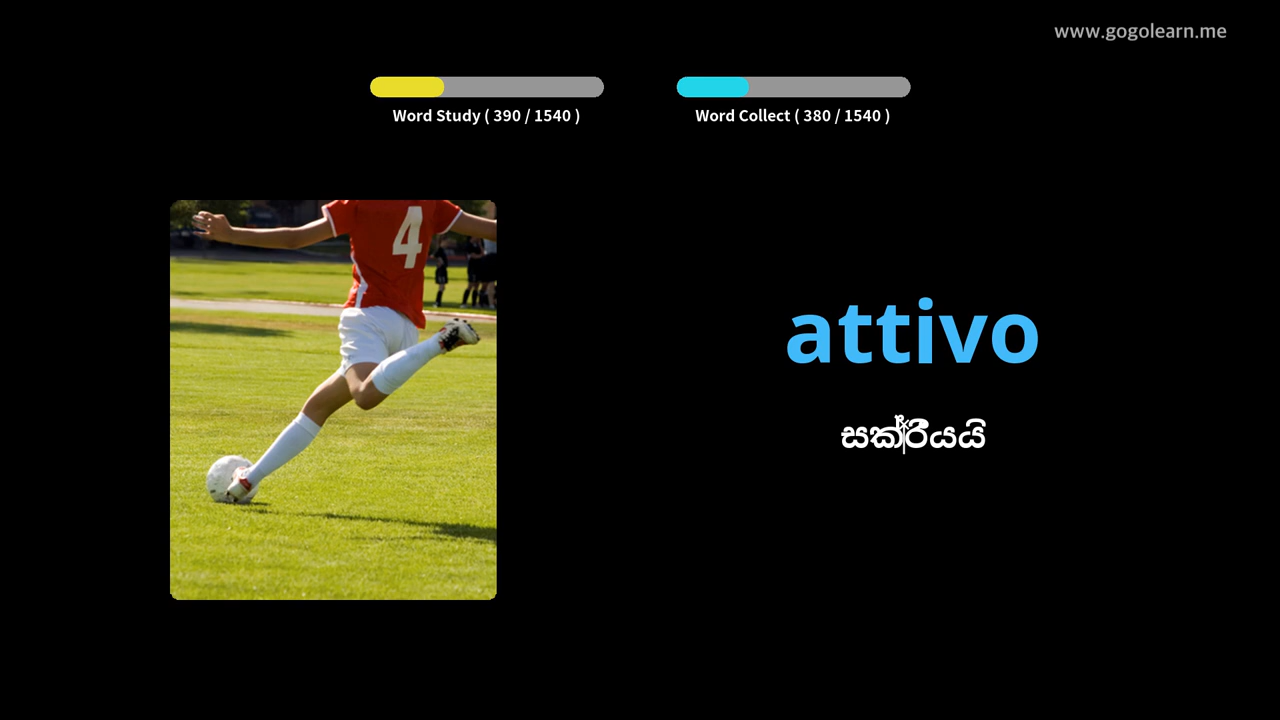 www.gogolearn.me
Word Study ( 390 / 1540 )
Word Collect ( 380 / 1540 )
4
attivo
සක්‍රීයයි